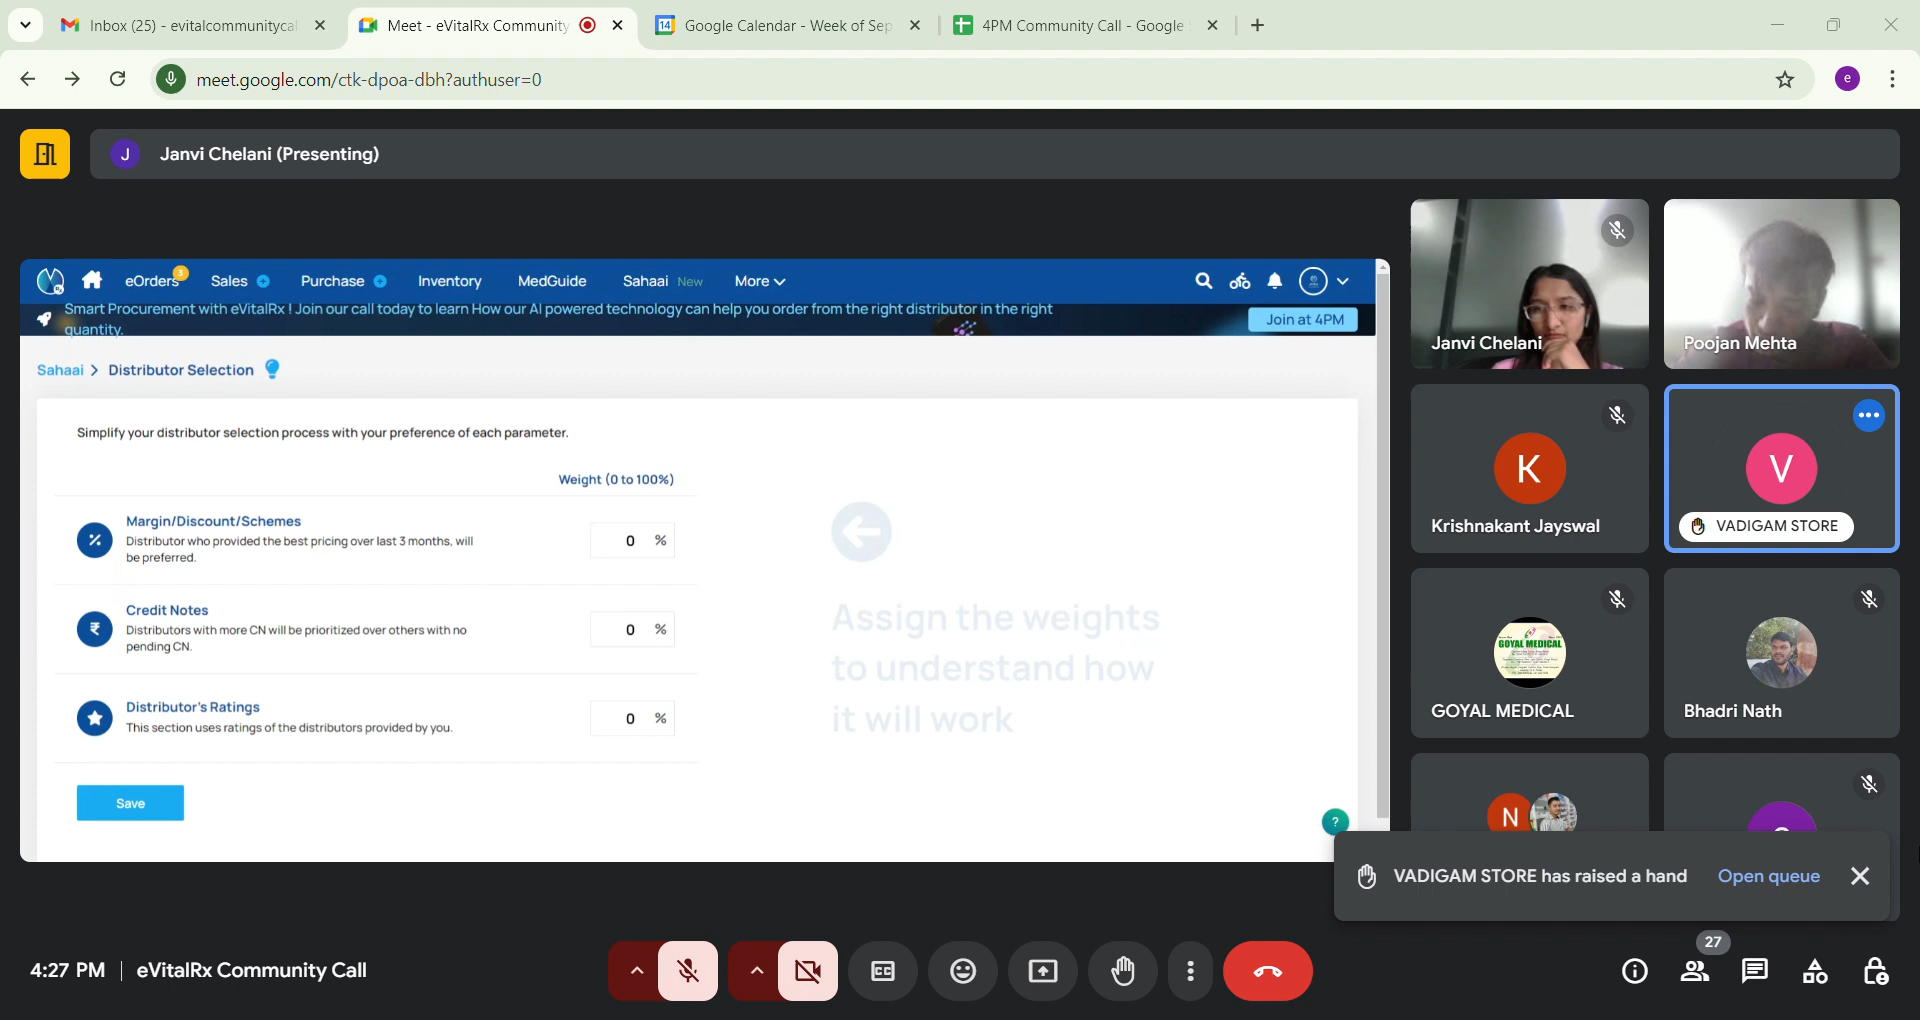 Inbox (25) - evitalcommunitycal
Meet - eVitalRx Community
Google Calendar - Week of Sep
4PM Community Call - Google
meet.google.com/ctk-dpoa-dbh?authuser=0
e
J
Janvi Chelani (Presenting)
eOrders 3
Sales
Purchase
Inventory
MedGuide
Sahaai New
More
Smart Procurement with eVitalRx ! Join our call today to learn How our AI powered technology can help you order from the right distributor in the right
quantity.
Join at 4PM
Sahaai > Distributor Selection
Simplify your distributor selection process with your preference of each parameter.
Weight (0 to 100%)
Margin/Discount/Schemes
Distributor who provided the best pricing over last 3 months, will
be preferred.
0 %
Credit Notes
Distributors with more CN will be prioritized over others with no
pending CN.
0 %
Distributor's Ratings
This section uses ratings of the distributors provided by you.
0 %
Save
Assign the weights
to understand how
it will work
?
Janvi Chelani
Poojan Mehta
K
Krishnakant Jayswal
V
VADIGAM STORE
GOYAL MEDICAL
GOYAL MEDICAL
Bhadri Nath
N
VADIGAM STORE has raised a hand
Open queue
4:27 PM | eVitalRx Community Call
27